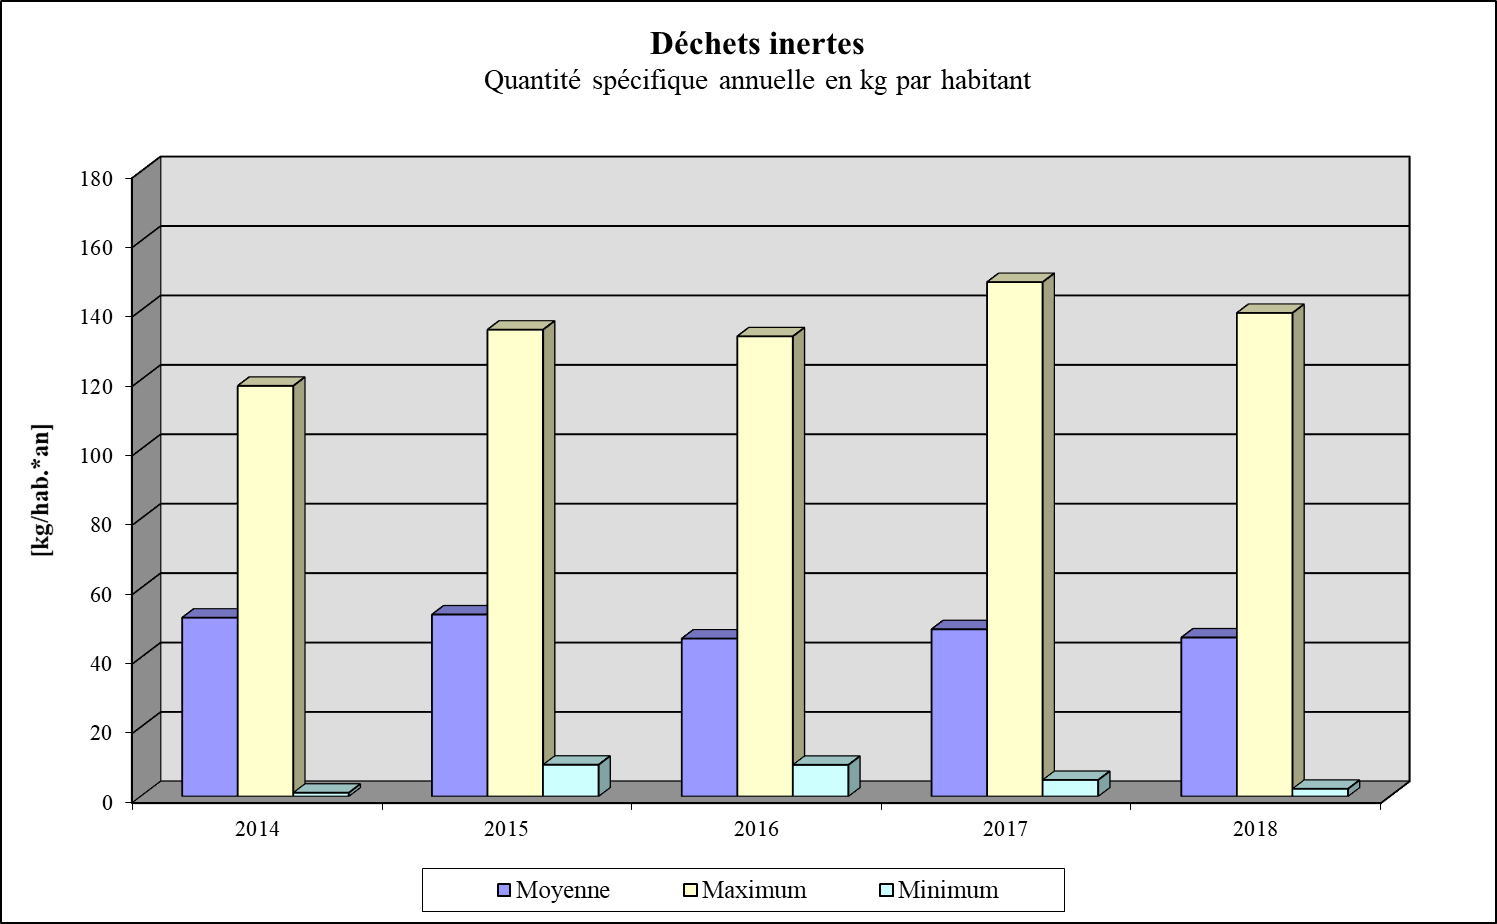 Déchets inertes
Quantité spécifique annuelle en kg par habitant
[kg/hab.*an]
180
160
140
120
100
80
60
40
20
0
2014 2015 2016 2017 2018
Moyenne Maximum Minimum